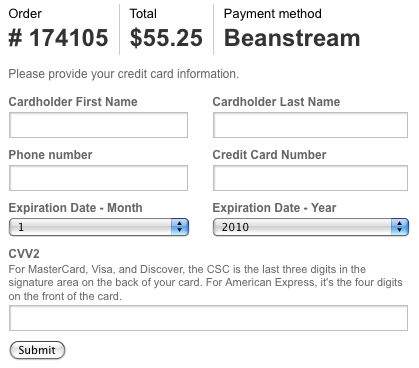 Order Total Payment method
# 174105 $55.25 Beanstream
Please provide your credit card information.
Cardholder First Name Cardholder Last Name
Phone number Credit Card Number
Expiration Date - Month Expiration Date - Year
1 2010
CVV2
For MasterCard, Visa, and Discover, the CSC is the last three digits in the
signature area on the back of your card. For American Express, it's the four digits
on the front of the card.
Submit